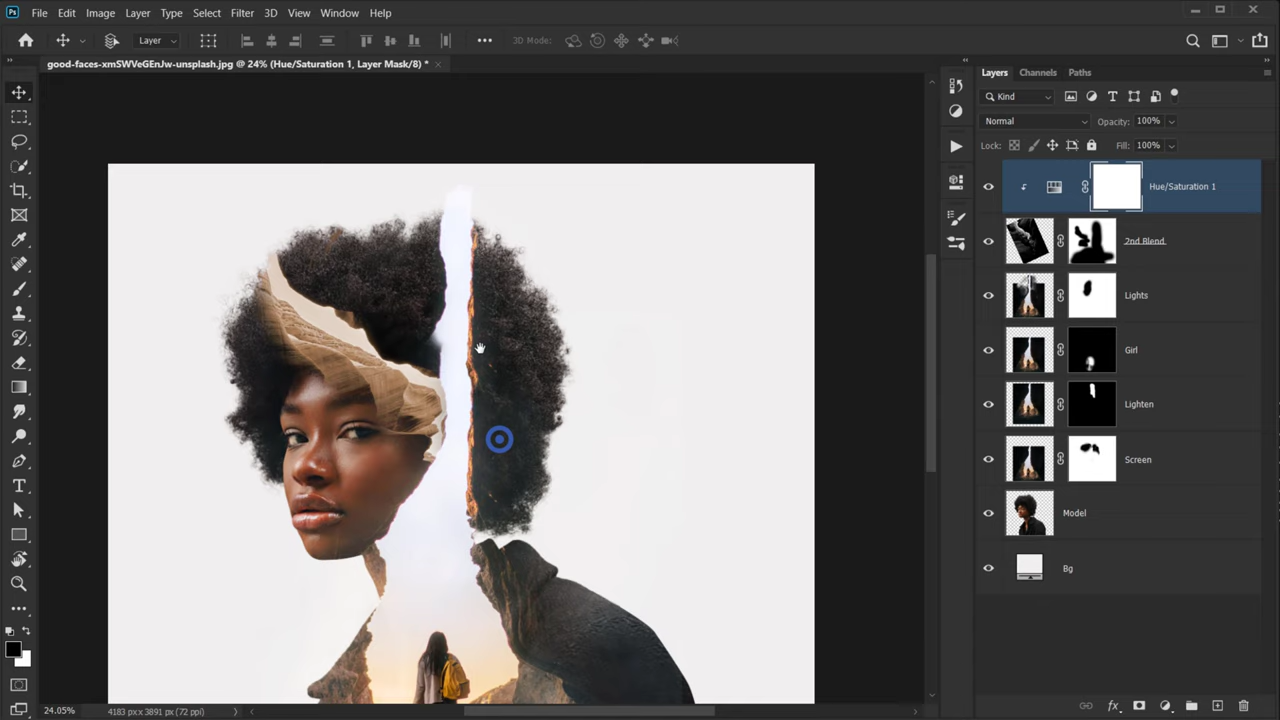 Ps File Edit Image Layer Type Select Filter 3D View Window Help
Layer 3D Mode:
good-faces-xmSWVeGEnJw-unsplash.jpg @ 24% (Hue/Saturation 1, Layer Mask/8) *
Layers Channels Paths
Kind
Normal Opacity: 100%
Lock: Fill: 100%
Hue/Saturation 1
2nd Blend
Lights
Girl
Lighten
Screen
Model
Bg
24.05% 4183 px x 3891 px (72 ppi)